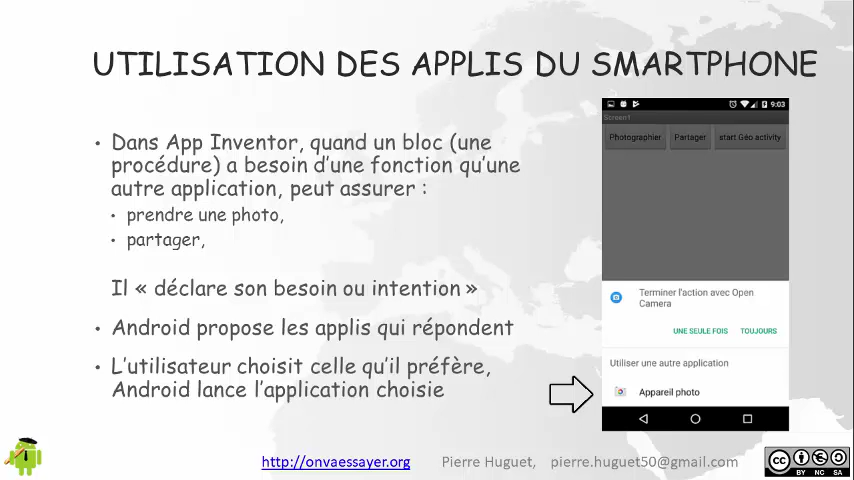 UTILISATION DES APPLIS DU SMARTPHONE
• Dans App Inventor, quand un bloc (une
procédure) a besoin d'une fonction qu'une
autre application, peut assurer :
• prendre une photo,
• partager,
Il « déclare son besoin ou intention »
• Android propose les applis qui répondent
• L'utilisateur choisit celle qu'il préfère,
Android lance l'application choisie
9:03
Screen1
Photographier Partager start Géo activity
Terminer l'action avec Open
Camera
UNE SEULE FOIS TOUJOURS
Utiliser une autre application
Appareil photo
http://onvaessayer.org Pierre Huguet, pierre.huguet50@gmail.com
CC BY NC SA